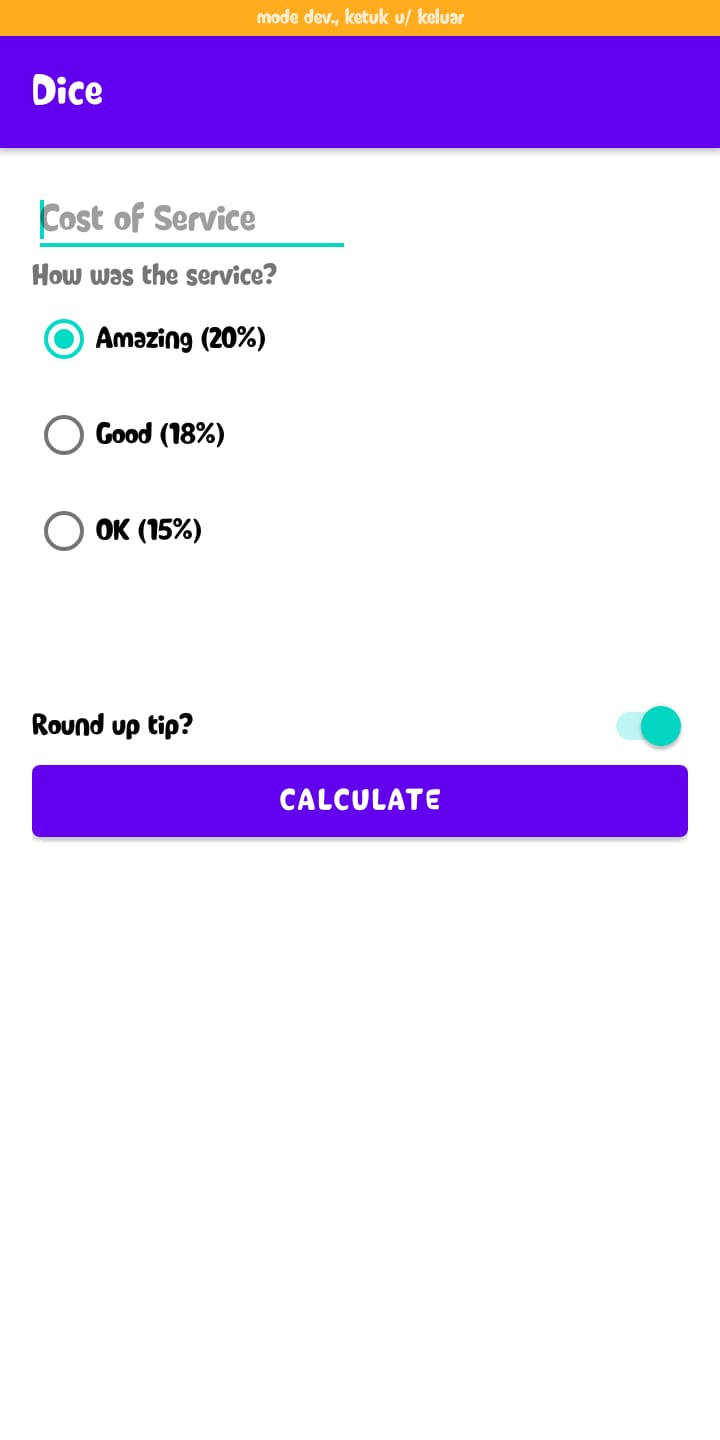 mode dev., ketuk u/ keluar
Dice
Cost of Service
How was the service?
Amazing (20%)
Good (18%)
OK (15%)
Round up tip?
CALCULATE